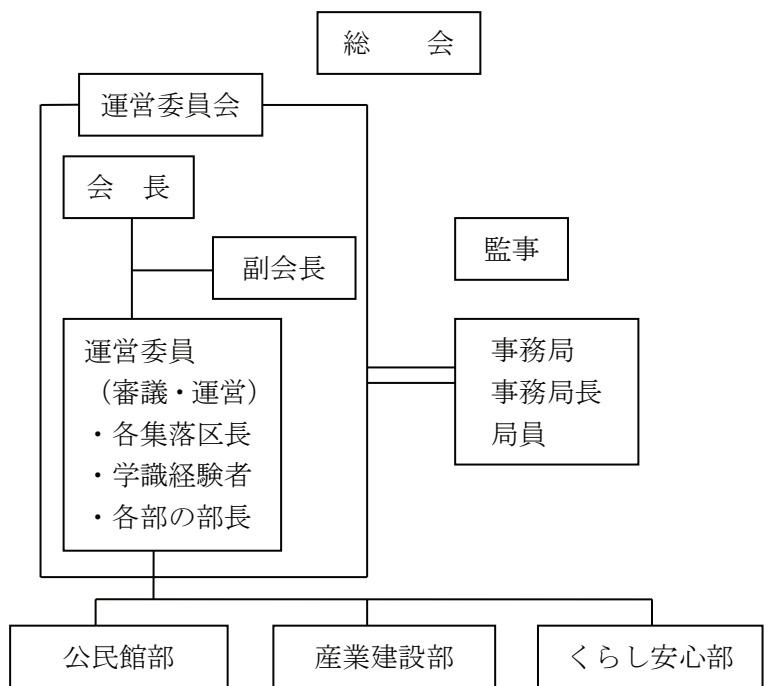 総　　会
運営委員会
会　長
副会長
監事
運営委員
（審議・運営）
・各集落区長
・学識経験者
・各部の部長
事務局
事務局長
局員
公民館部
産業建設部
くらし安心部